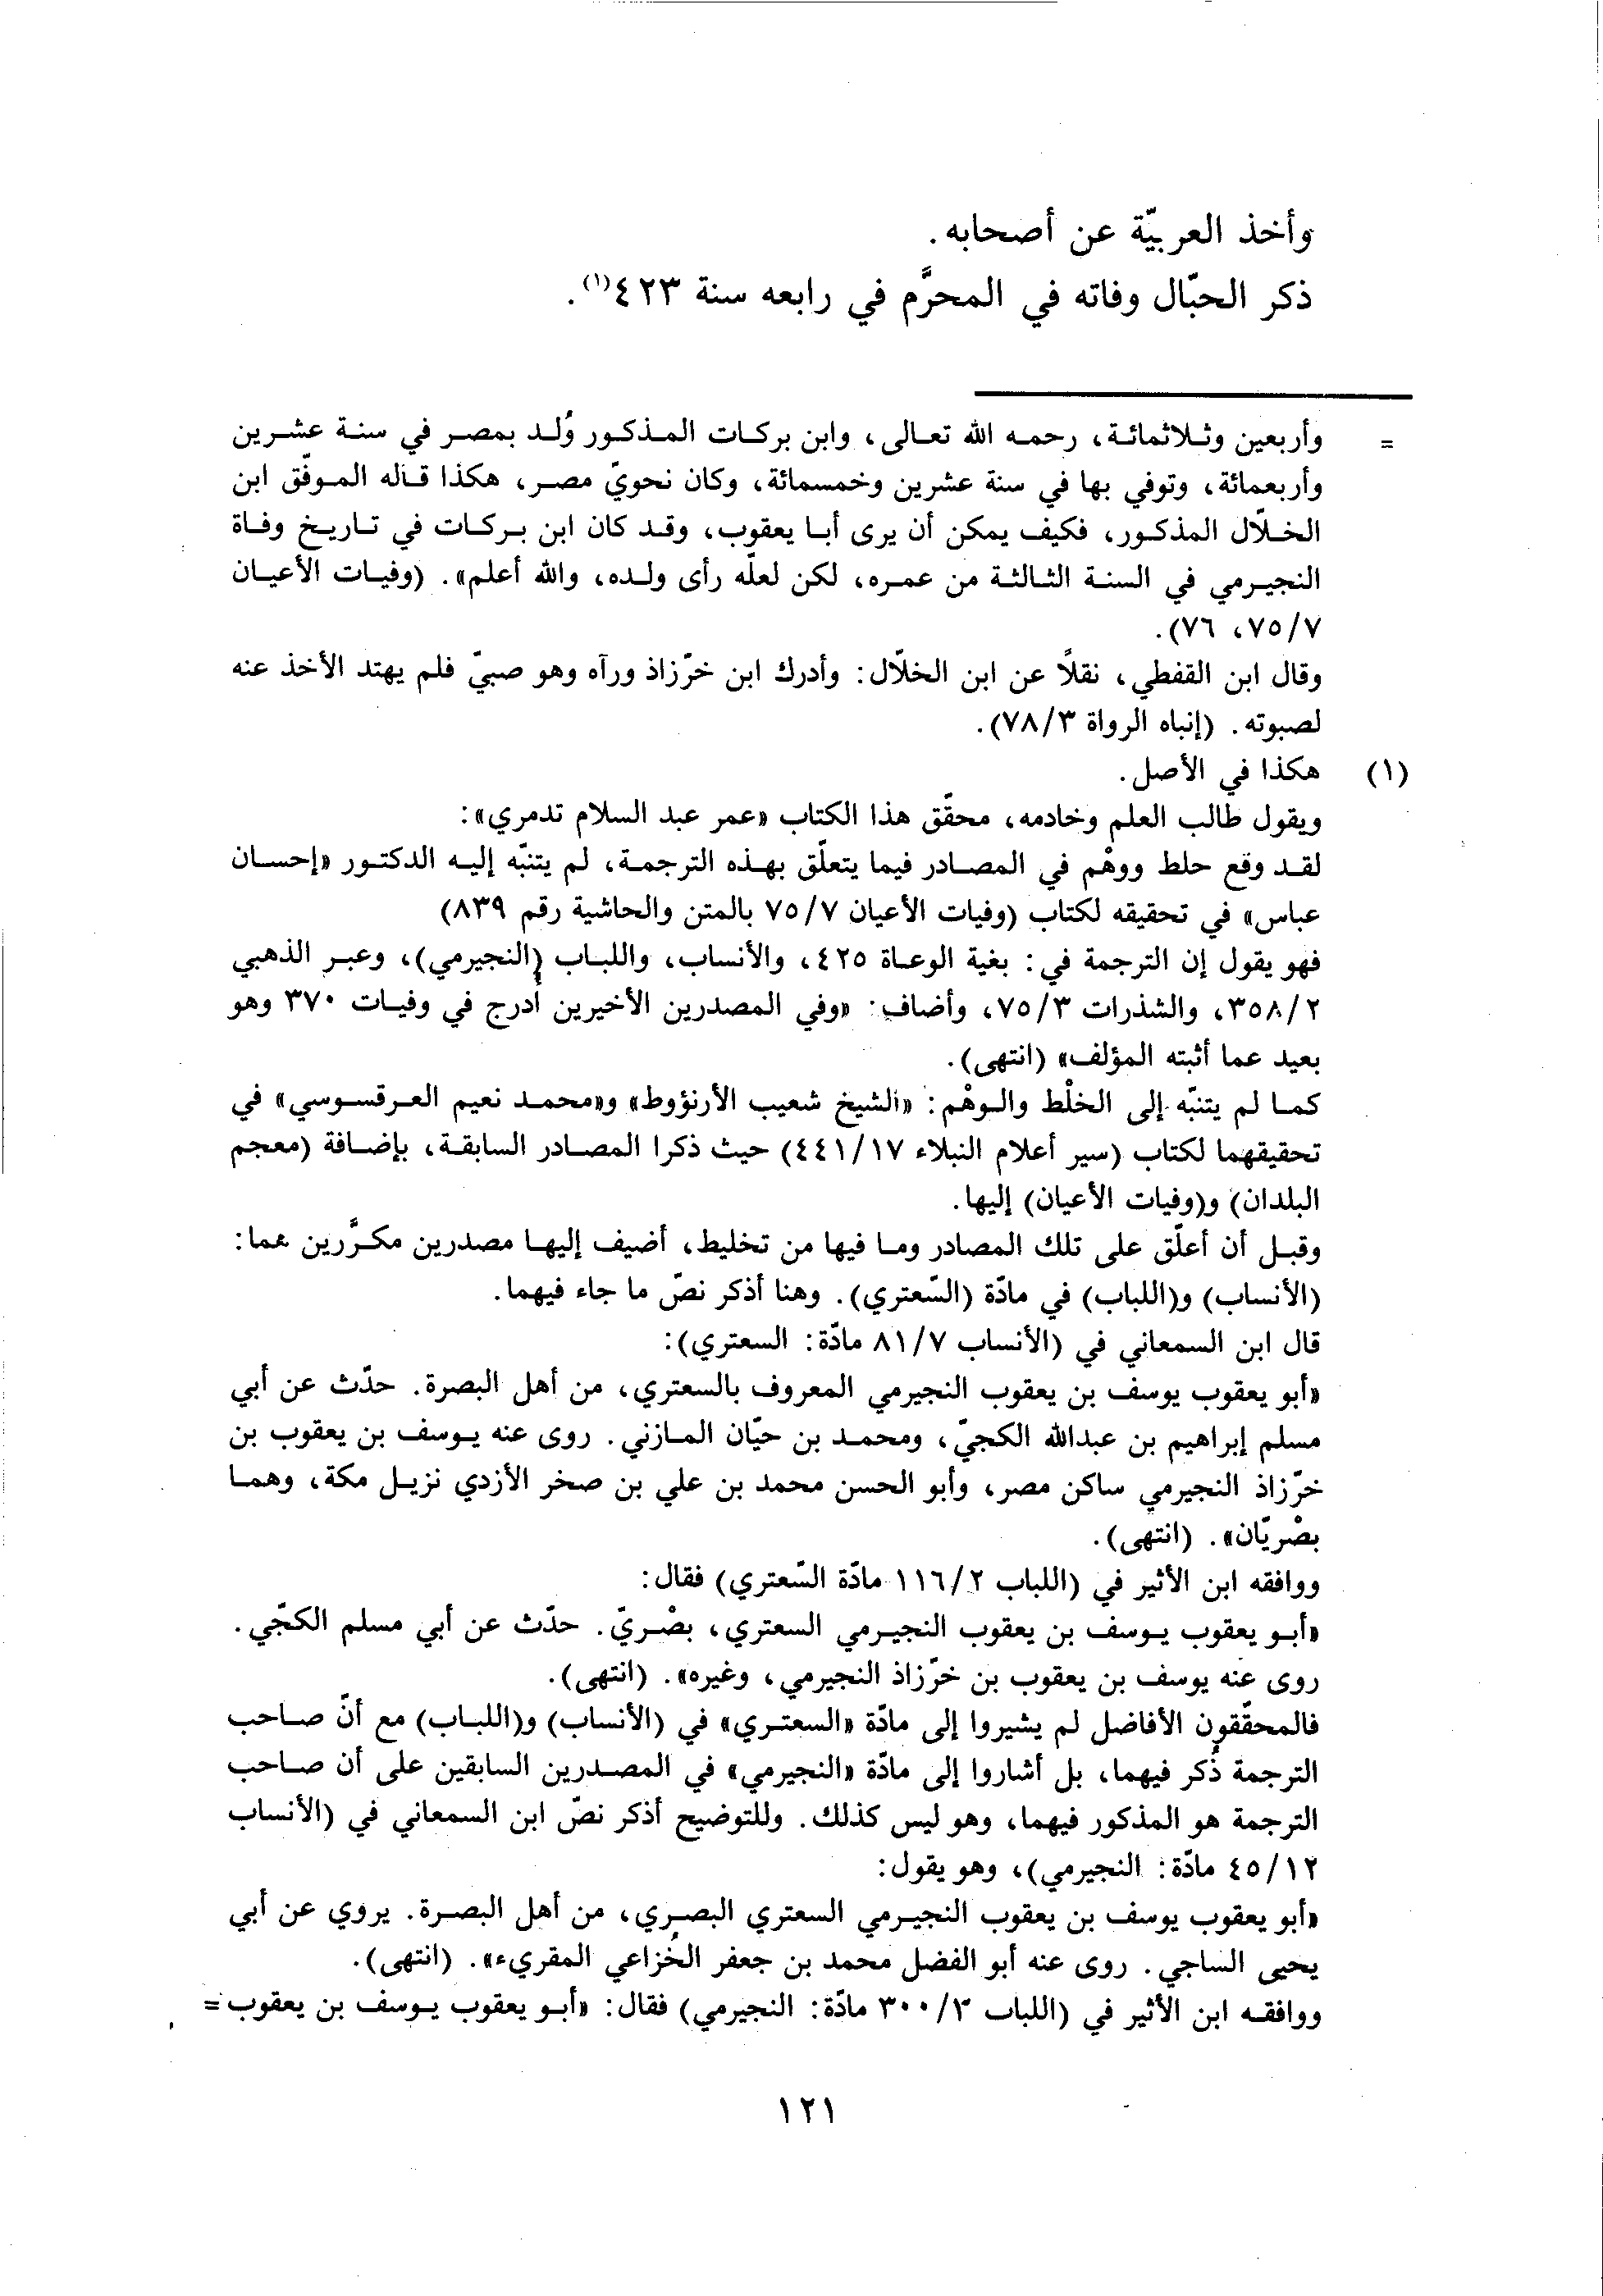 وأخذ العربيّة عن أصحابه.
ذكر الحبّال وفاته في المحرَّم في رابعه سنة ٤٢٣(١).
= وأربعين وثلاثمائة، رحمه الله تعالى، وابن بركات المذكور وُلد بمصر في سنة عشرين
وأربعمائة، وتوفي بها في سنة عشرين وخمسمائة، وكان نحويّ مصر، هكذا قاله الموفّق ابن
الخلّال المذكور، فكيف يمكن أن يرى أبا يعقوب، وقد كان ابن بركات في تاريخ وفاة
النجيرمي في السنة الثالثة من عمره، لكن لعلّه رأى ولده، والله أعلم». (وفيات الأعيان
٧٥/٧، ٧٦).
وقال ابن القفطي، نقلاً عن ابن الخلّال: وأدرك ابن خرّزاذ ورآه وهو صبيّ فلم يهتد الأخذ عنه
لصبوته. (إنباه الرواة ٧٨/٣).
(١) هكذا في الأصل.
ويقول طالب العلم وخادمه، محقّق هذا الكتاب «عمر عبد السلام تدمري»:
لقد وقع حلط ووهْم في المصادر فيما يتعلّق بهذه الترجمة، لم يتنبّه إليه الدكتور «إحسان
عباس» في تحقيقه لكتاب (وفيات الأعيان ٧٥/٧ بالمتن والحاشية رقم ٨٣٩)
فهو يقول إن الترجمة في: بغية الوعاة ٤٢٥، والأنساب، واللباب (النجيرمي)، وعبر الذهبي
٣٥٨/٢، والشذرات ٧٥/٣، وأضاف: «وفي المصدرين الأخيرين أُدرج في وفيات ٣٧٠ وهو
بعيد عما أثبته المؤلف» (انتهى).
كما لم يتنبّه إلى الخلْط والوهْم: «الشيخ شعيب الأرنؤوط» و«محمد نعيم العرقسوسي» في
تحقيقهما لكتاب (سير أعلام النبلاء ٤٤١/١٧) حيث ذكرا المصادر السابقة، بإضافة (معجم
البلدان) و(وفيات الأعيان) إليها.
وقبل أن أعلّق على تلك المصادر وما فيها من تخليط، أضيف إليها مصدرين مكرَّرين هما:
(الأنساب) و(اللباب) في مادّة (السّعتري). وهنا أذكر نصّ ما جاء فيهما.
قال ابن السمعاني في (الأنساب ٨١/٧ مادّة: السعتري):
«أبو يعقوب يوسف بن يعقوب النجيرمي المعروف بالسعتري، من أهل البصرة. حدّث عن أبي
مسلم إبراهيم بن عبدالله الكجيّ، ومحمد بن حيّان المازني. روى عنه يوسف بن يعقوب بن
خرّزاذ النجيرمي ساكن مصر، وأبو الحسن محمد بن علي بن صخر الأزدي نزيل مكة، وهما
بصْريّان». (انتهى).
ووافقه ابن الأثير في (اللباب ١١٦/٢ مادّة السّعتري) فقال:
«أبو يعقوب يوسف بن يعقوب النجيرمي السعتري، بصْريّ. حدّث عن أبي مسلم الكجّي.
روى عنه يوسف بن يعقوب بن خرّزاذ النجيرمي، وغيره». (انتهى).
فالمحقّقون الأفاضل لم يشيروا إلى مادّة «السعتري» في (الأنساب) و(اللباب) مع أنّ صاحب
الترجمة ذُكر فيهما، بل أشاروا إلى مادّة «النجيرمي» في المصدرين السابقين على أن صاحب
الترجمة هو المذكور فيهما، وهو ليس كذلك. وللتوضيح أذكر نصّ ابن السمعاني في (الأنساب
٤٥/١٢ مادّة: النجيرمي)، وهو يقول:
«أبو يعقوب يوسف بن يعقوب النجيرمي السعتري البصري، من أهل البصرة. يروي عن أبي
يحيى الساجي. روى عنه أبو الفضل محمد بن جعفر الخُزاعي المقريء». (انتهى).
ووافقه ابن الأثير في (اللباب ٣٠٠/٣ مادّة: النجيرمي) فقال: «أبو يعقوب يوسف بن يعقوب =
١٢١